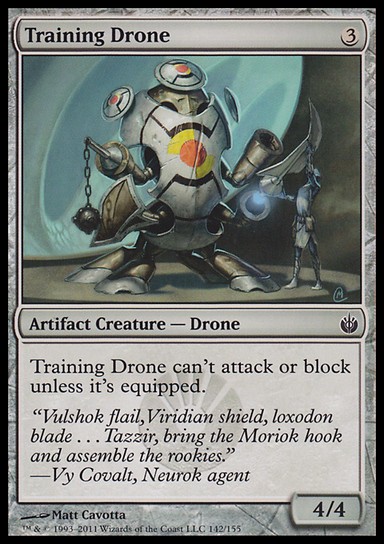 Training Drone 3
Artifact Creature — Drone
Training Drone can't attack or block
unless it's equipped.
"Vulshok flail, Viridian shield, loxodon
blade . . . Tazzir, bring the Moriok hook
and assemble the rookies."
—Vy Covalt, Neurok agent
4/4
Matt Cavotta
™ & © 1993–2011 Wizards of the Coast LLC 142/155